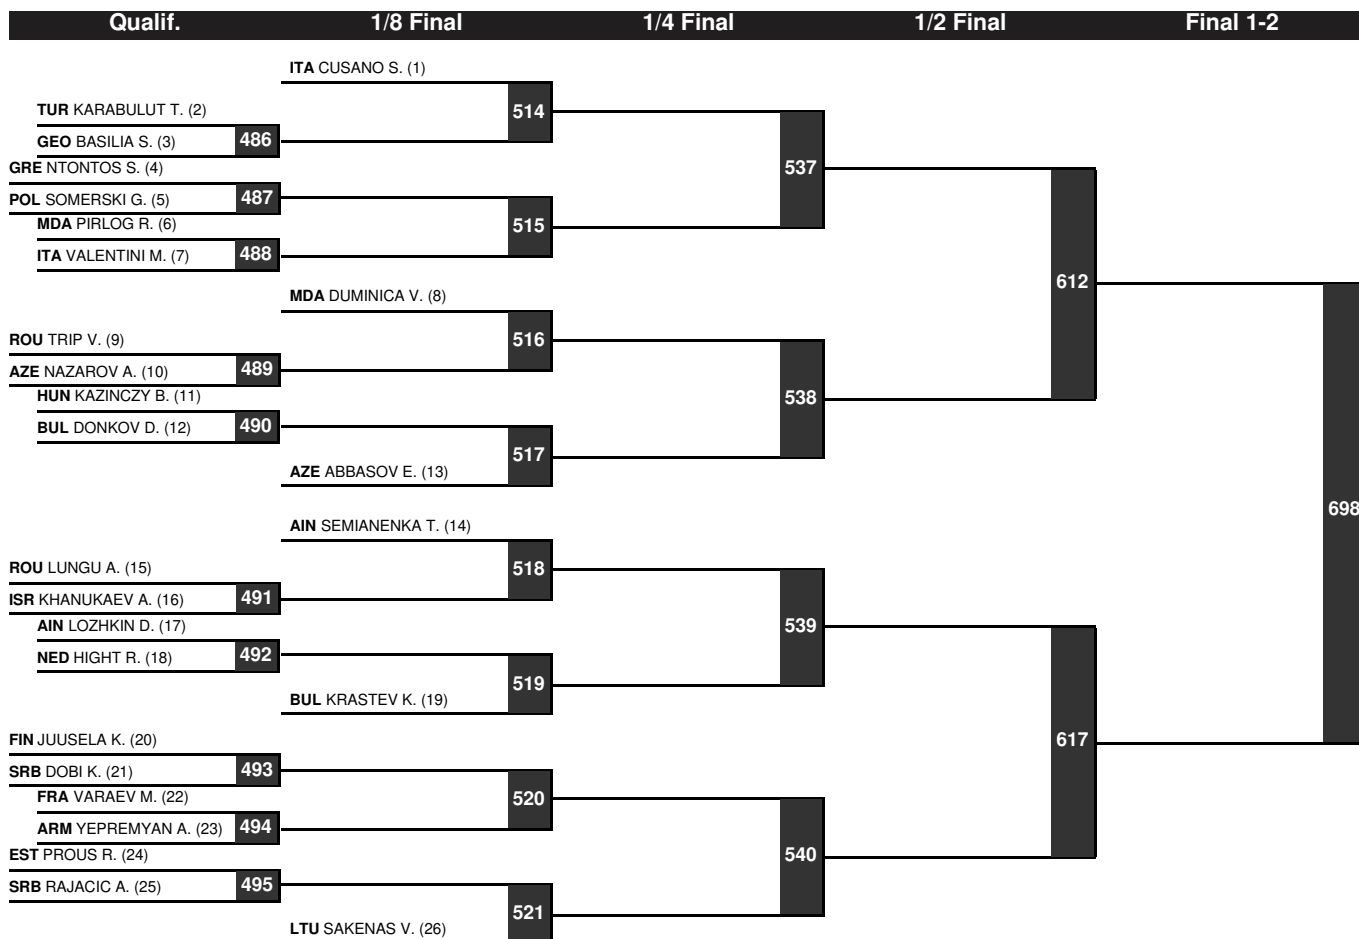 Qualif. 1/8 Final 1/4 Final 1/2 Final Final 1-2
ITA CUSANO S. (1)
514
TUR KARABULUT T. (2)
486
GEO BASILIA S. (3)
GRE NTONTOS S. (4)
537
487
POL SOMERSKI G. (5)
MDA PIRLOG R. (6)
515
488
ITA VALENTINI M. (7)
612
MDA DUMINICA V. (8)
516
ROU TRIP V. (9)
489
AZE NAZAROV A. (10)
HUN KAZINCZY B. (11)
538
490
BUL DONKOV D. (12)
517
AZE ABBASOV E. (13)
698
AIN SEMIANENKA T. (14)
518
ROU LUNGU A. (15)
491
ISR KHANUKAEV A. (16)
AIN LOZHKIN D. (17)
539
492
NED HIGHT R. (18)
519
BUL KRASTEV K. (19)
FIN JUUSELA K. (20)
617
493
SRB DOBI K. (21)
FRA VARAEV M. (22)
520
494
ARM YEPREMYAN A. (23)
EST PROUS R. (24)
540
495
SRB RAJACIC A. (25)
521
LTU SAKENAS V. (26)